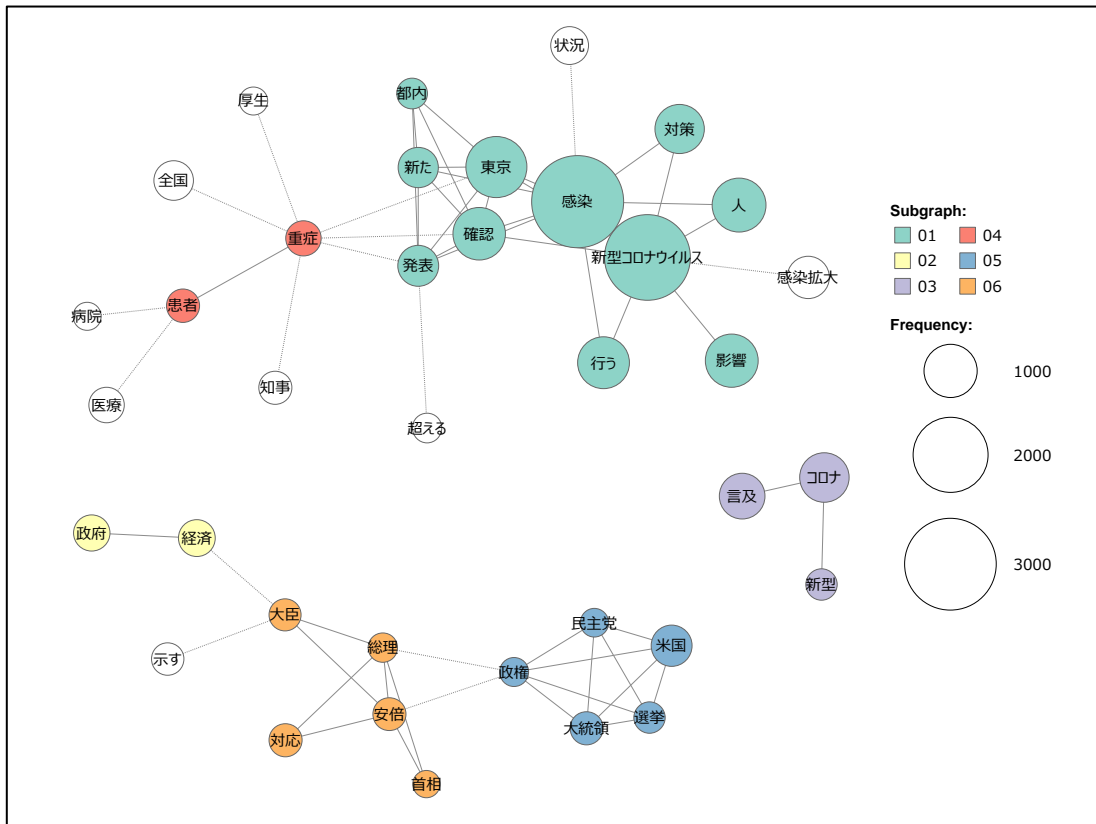 状況
都内
厚生
対策
新た
東京
全国
感染
人
確認
重症
新型コロナウイルス
発表
感染拡大
患者
病院
影響
行う
知事
医療
超える
コロナ
言及
政府
経済
新型
大臣
民主党
総理
米国
示す
政権
安倍
選挙
大統領
対応
首相
Subgraph:
01 04
02 05
03 06
Frequency:
1000
2000
3000